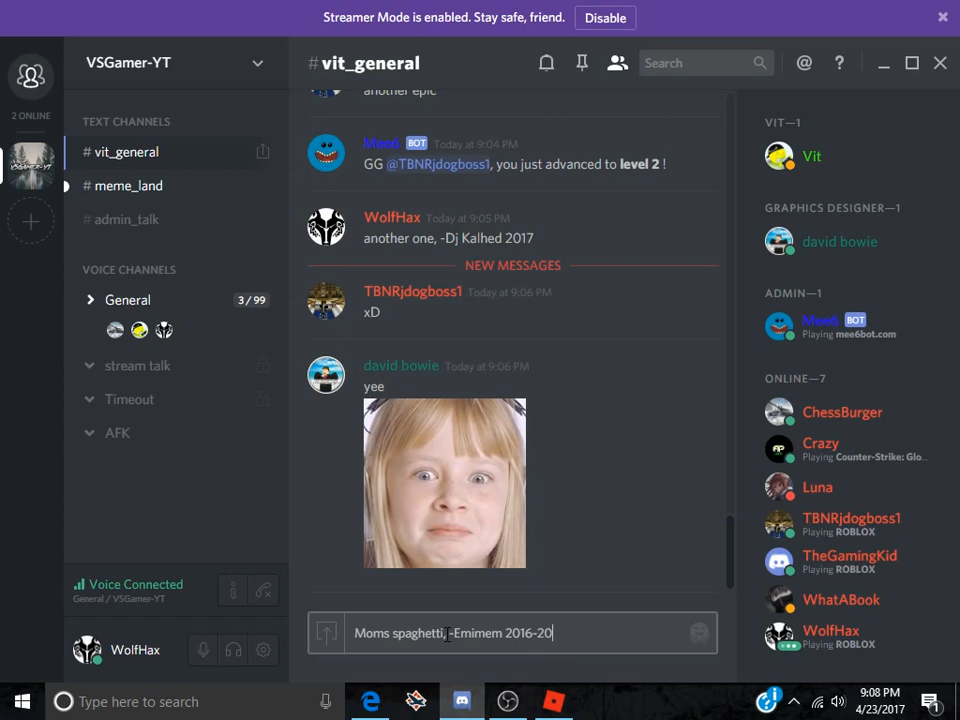 Streamer Mode is enabled. Stay safe, friend. Disable
2 ONLINE
VSGamer-YT
TEXT CHANNELS
# vit_general
# meme_land
# admin_talk
VOICE CHANNELS
General 3 / 99
stream talk
Timeout
AFK
Voice Connected
General / VSGamer-YT
WolfHax
# vit_general
Search
another epic
Mee6 BOT Today at 9:04 PM
GG @TBNRjdogboss1, you just advanced to level 2 !
WolfHax Today at 9:05 PM
another one, -Dj Kalhed 2017
NEW MESSAGES
TBNRjdogboss1 Today at 9:06 PM
xD
david bowie Today at 9:06 PM
yee
Moms spaghetti,-Emimem 2016-20
VIT—1
Vit
GRAPHICS DESIGNER—1
david bowie
ADMIN—1
Mee6 BOT
Playing mee6bot.com
ONLINE—7
ChessBurger
Crazy
Playing Counter-Strike: Glo...
Luna
TBNRjdogboss1
Playing ROBLOX
TheGamingKid
Playing ROBLOX
WhatABook
WolfHax
Playing ROBLOX
Type here to search
9:08 PM
4/23/2017
1